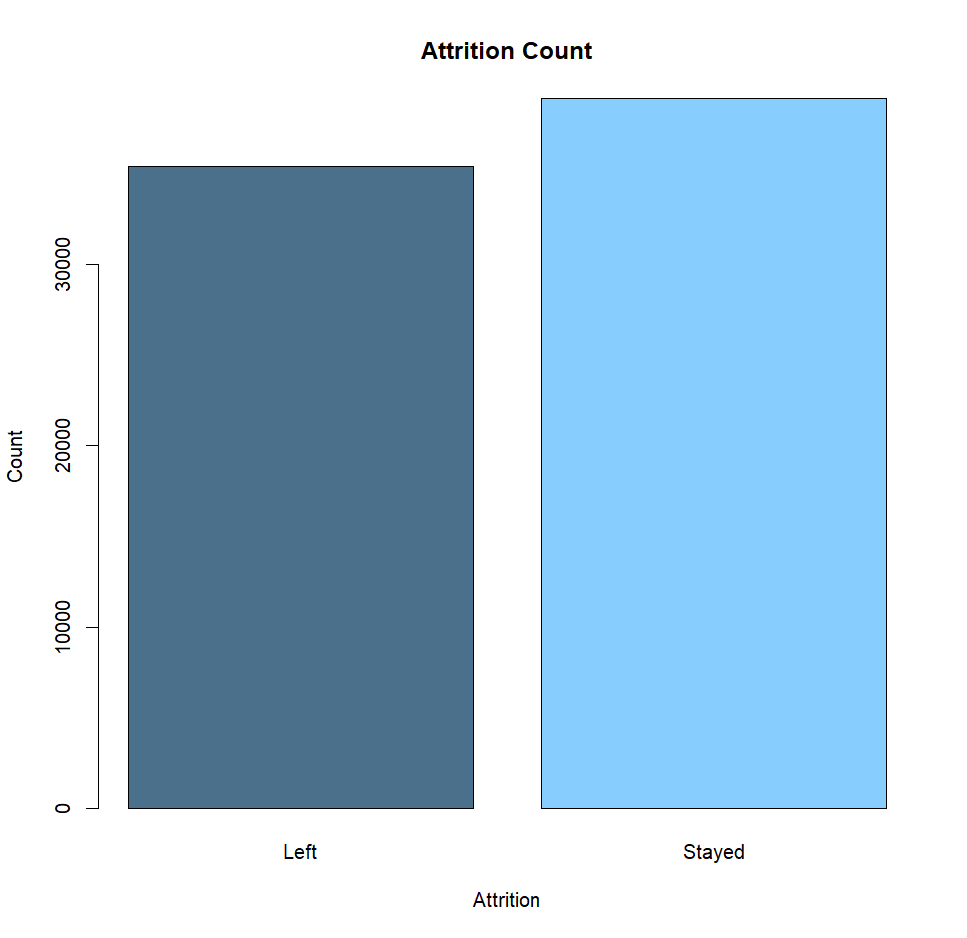 Attrition Count
Count
30000
20000
10000
0
Left
Stayed
Attrition